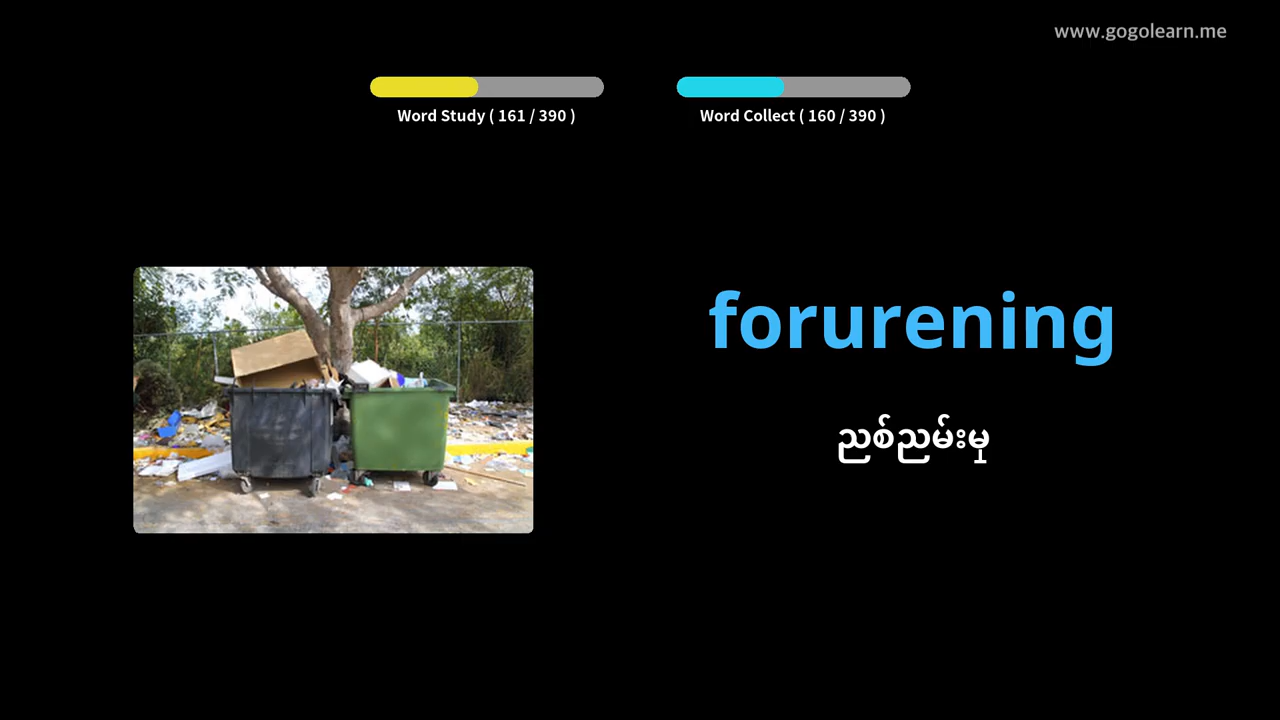 www.gogolearn.me
Word Study ( 161 / 390 )
Word Collect ( 160 / 390 )
forurening
ညစ်ညမ်းမှ